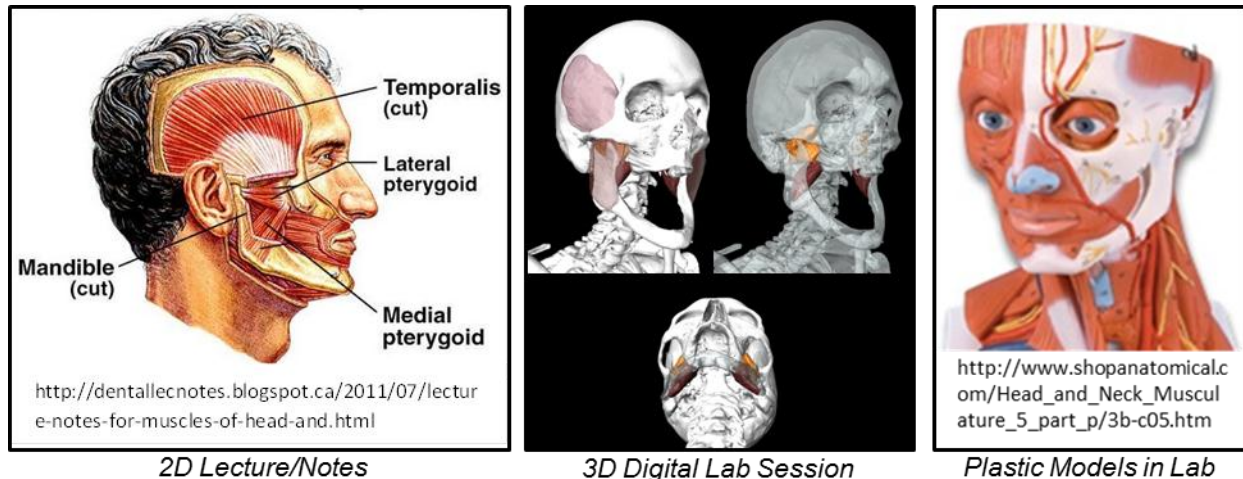 Temporalis
(cut)
Lateral
pterygoid
Mandible
(cut)
Medial
pterygoid
http://dentallecnotes.blogspot.ca/2011/07/lectur
e-notes-for-muscles-of-head-and.html
2D Lecture/Notes
3D Digital Lab Session
http://www.shopanatomical.c
om/Head_and_Neck_Muscul
ature_5_part_p/3b-c05.htm
Plastic Models in Lab